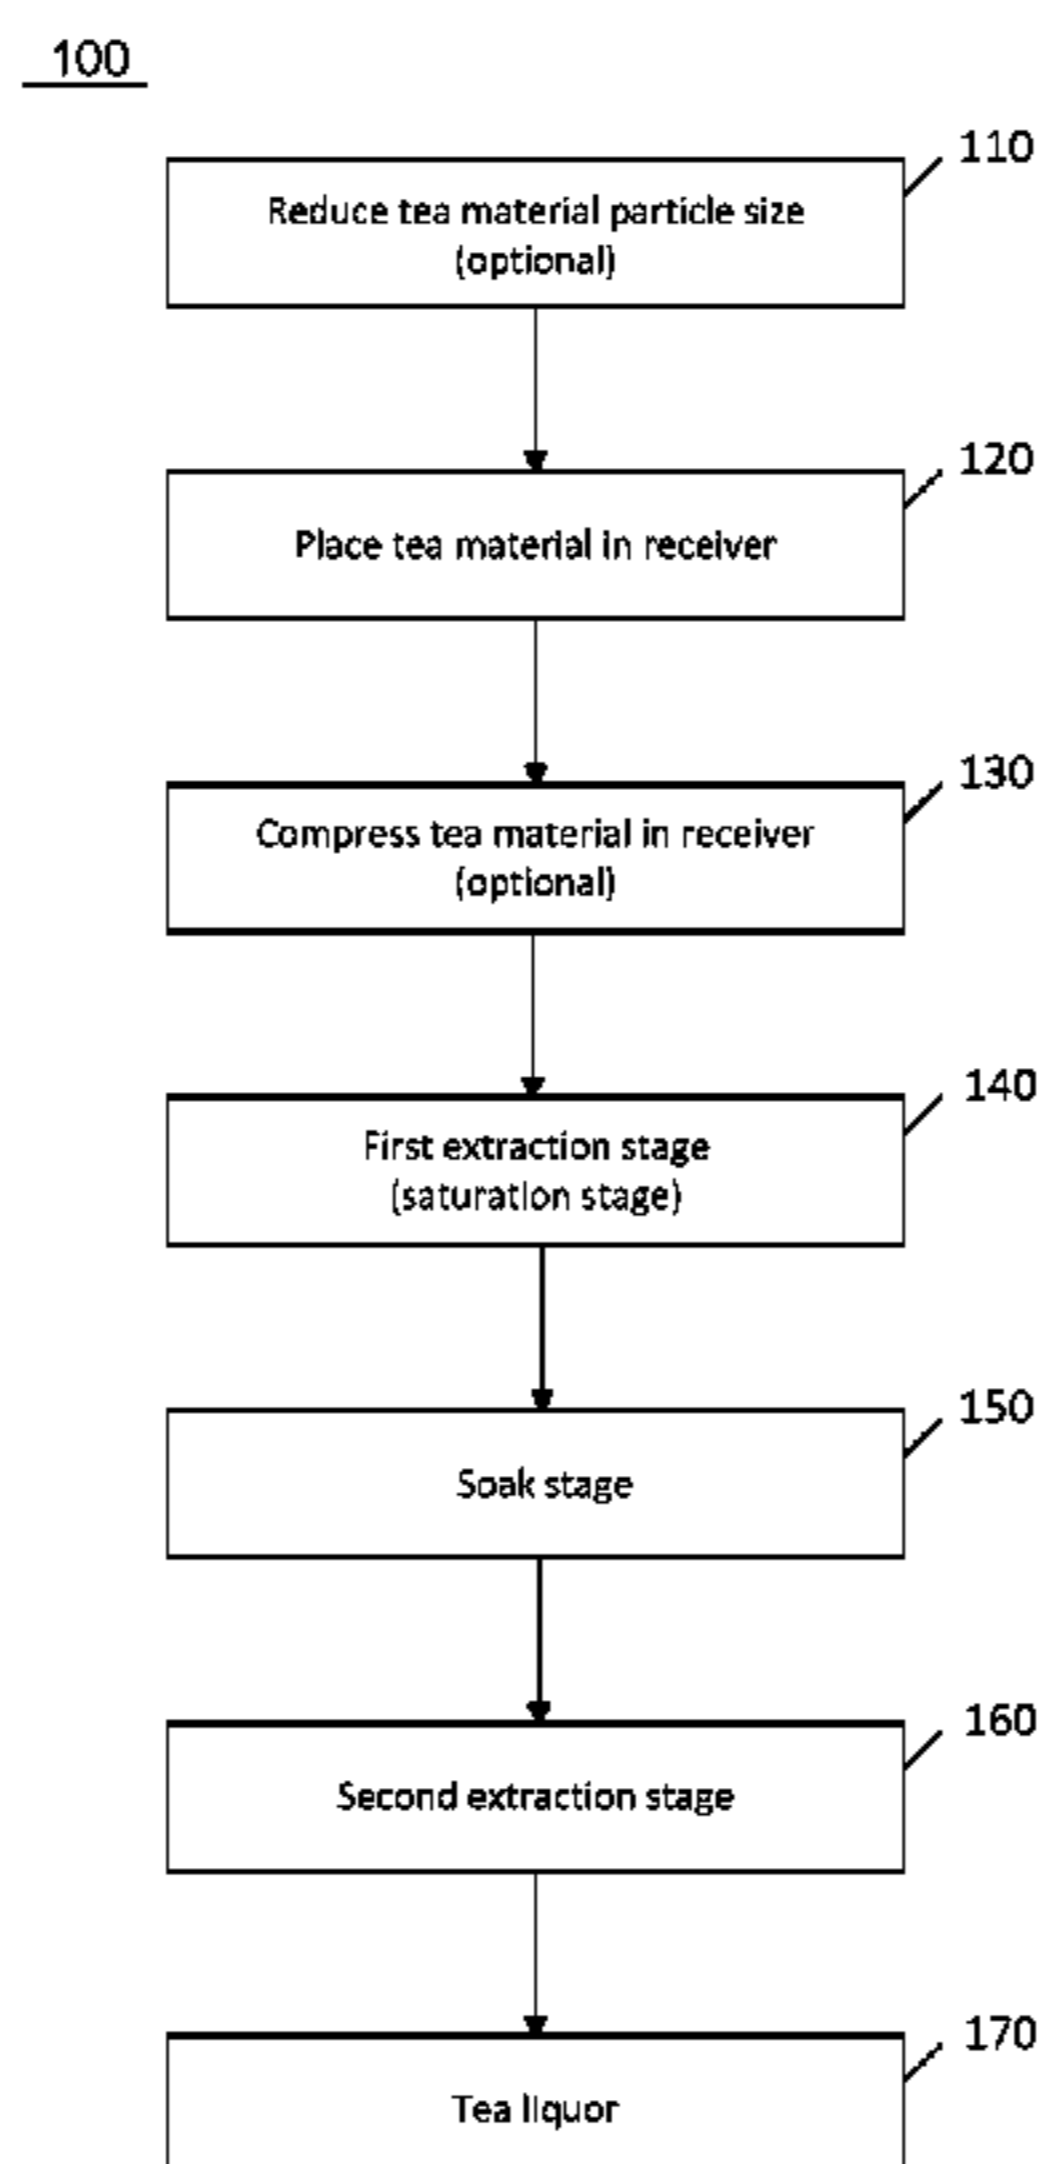 100
110
Reduce tea material particle size
(optional)
120
Place tea material in receiver
130
Compress tea material in receiver
(optional)
140
First extraction stage
(saturation stage)
150
Soak stage
160
Second extraction stage
170
Tea liquor